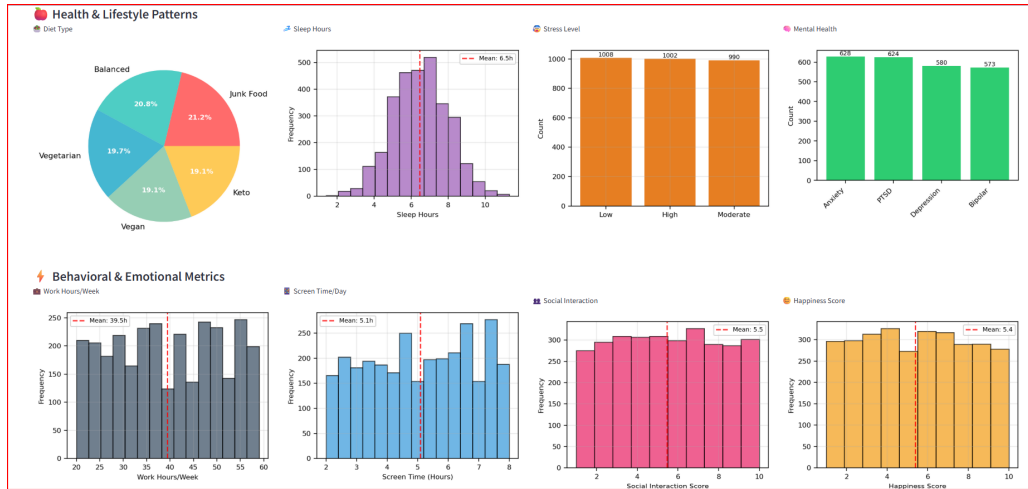 Health & Lifestyle Patterns
Diet Type
Balanced
Junk Food
Vegetarian
Vegan
Keto
20.8%
21.2%
19.7%
19.1%
19.1%
Sleep Hours
Mean: 6.5h
500
400
300
200
100
0
Frequency
2 4 6 8 10
Sleep Hours
Stress Level
1008 1002 990
1000
800
600
400
200
0
Count
Low High Moderate
Mental Health
628 624 580 573
600
500
400
300
200
100
0
Count
Anxiety PTSD Depression Bipolar
Behavioral & Emotional Metrics
Work Hours/Week
Mean: 39.5h
250
200
150
100
50
0
Frequency
20 25 30 35 40 45 50 55 60
Work Hours/Week
Screen Time/Day
Mean: 5.1h
250
200
150
100
50
0
Frequency
2 3 4 5 6 7 8
Screen Time (Hours)
Social Interaction
Mean: 5.5
300
250
200
150
100
50
0
Frequency
2 4 6 8 10
Social Interaction Score
Happiness Score
Mean: 5.4
300
250
200
150
100
50
0
Frequency
2 4 6 8 10
Happiness Score